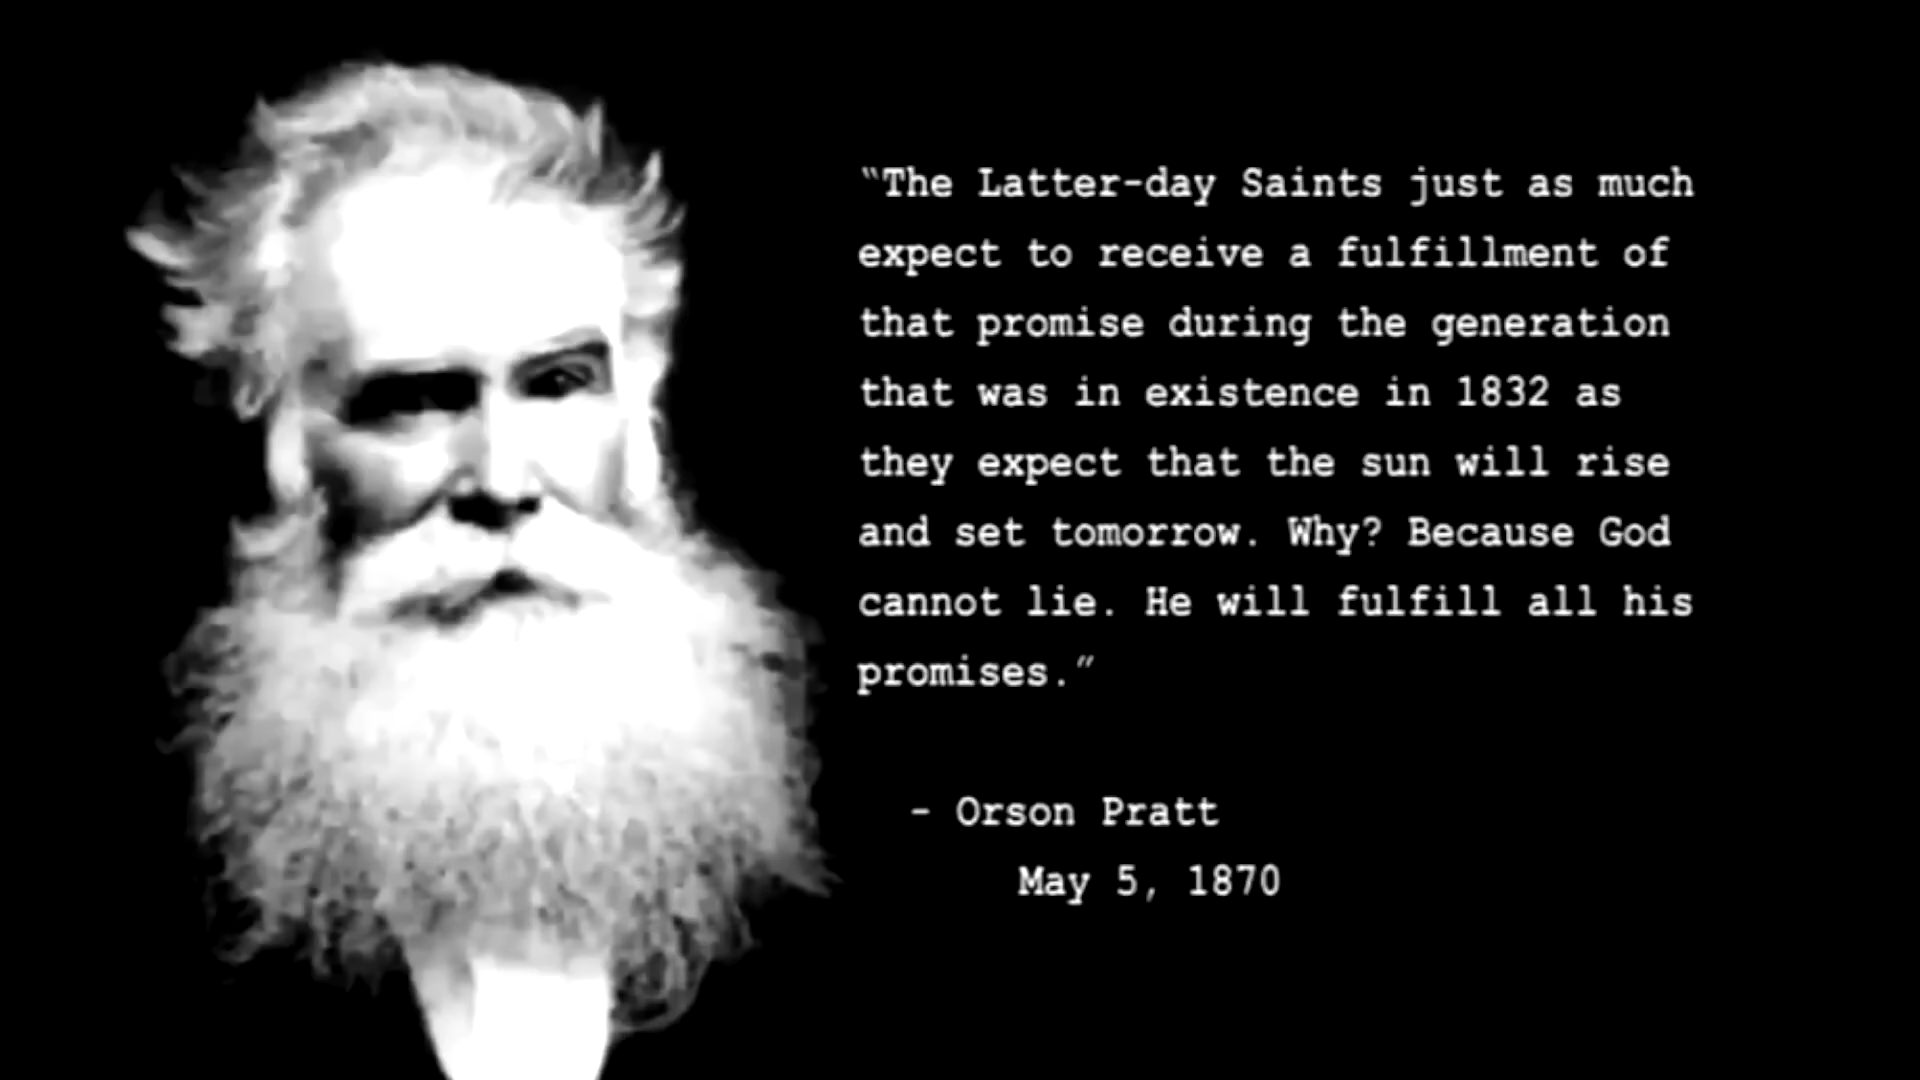 “The Latter-day Saints just as much
expect to receive a fulfillment of
that promise during the generation
that was in existence in 1832 as
they expect that the sun will rise
and set tomorrow. Why? Because God
cannot lie. He will fulfill all his
promises.”
- Orson Pratt
May 5, 1870